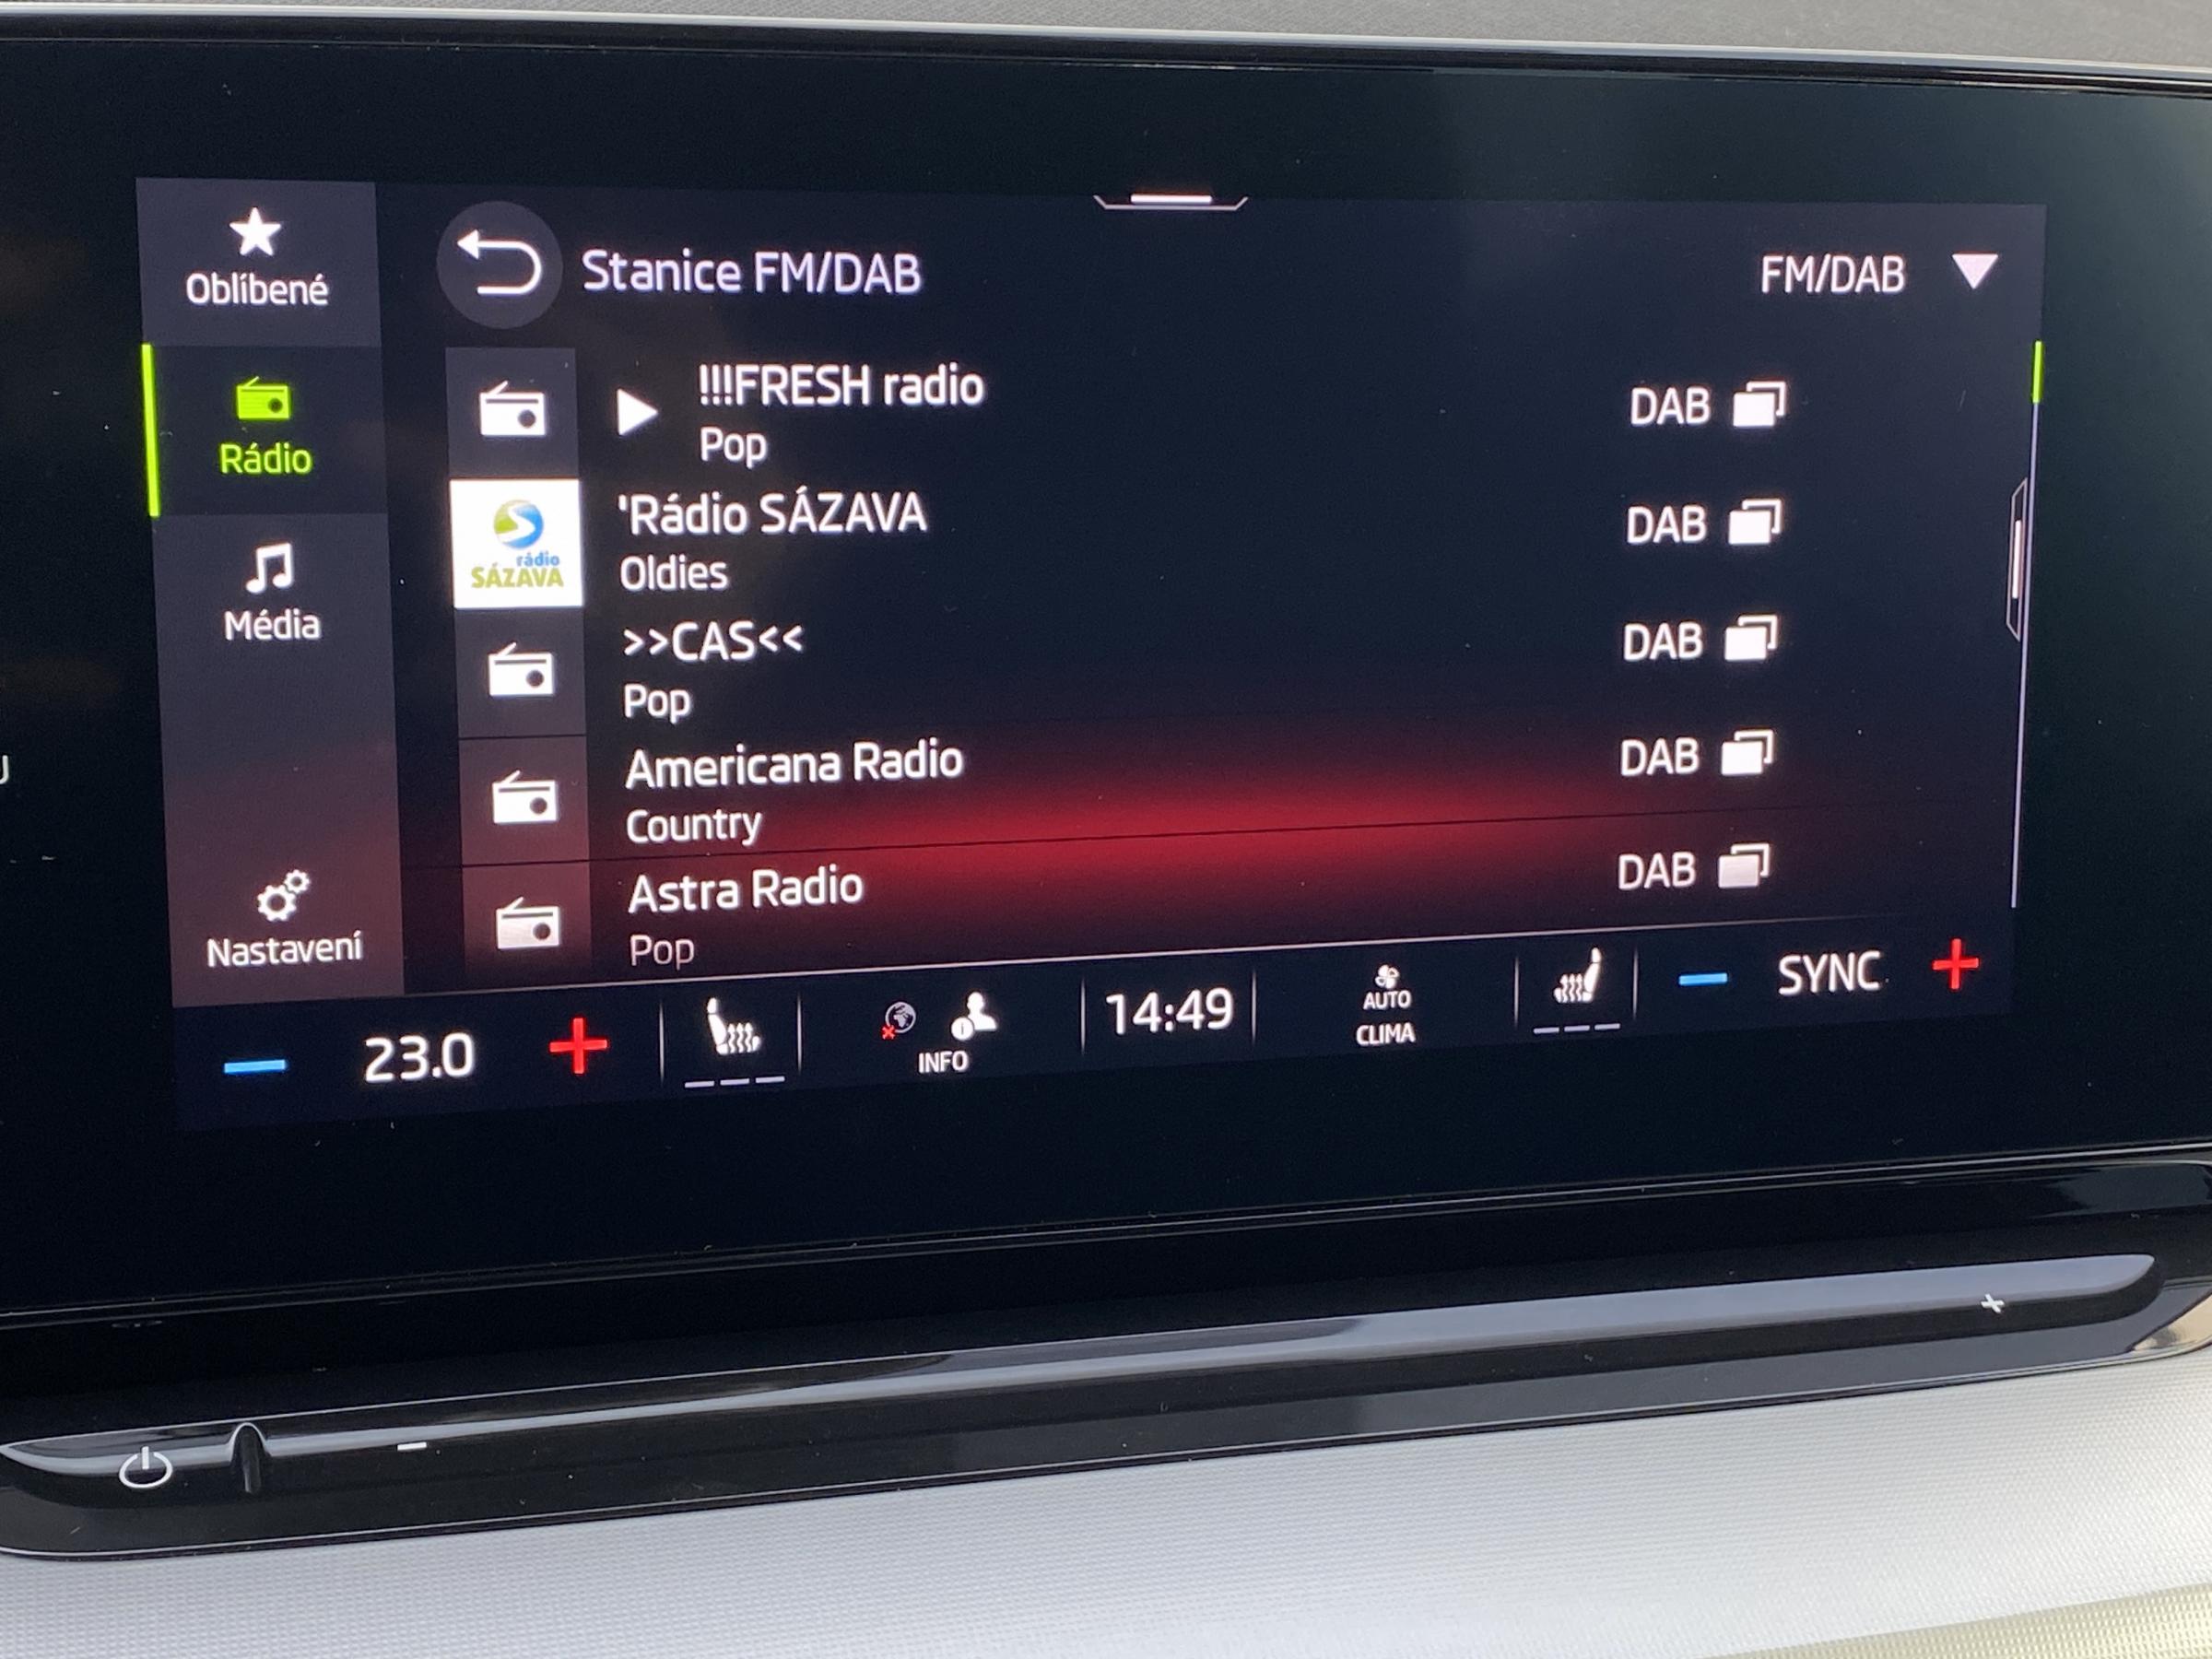 Oblíbené
Rádio
Média
Nastavení
Stanice FM/DAB
FM/DAB
!!!FRESH radio
Pop
DAB
rádio
SÁZAVA
'Rádio SÁZAVA
Oldies
DAB
>>CAS<<
Pop
DAB
Americana Radio
Country
DAB
Astra Radio
Pop
DAB
23.0
INFO
14:49
AUTO
CLIMA
SYNC